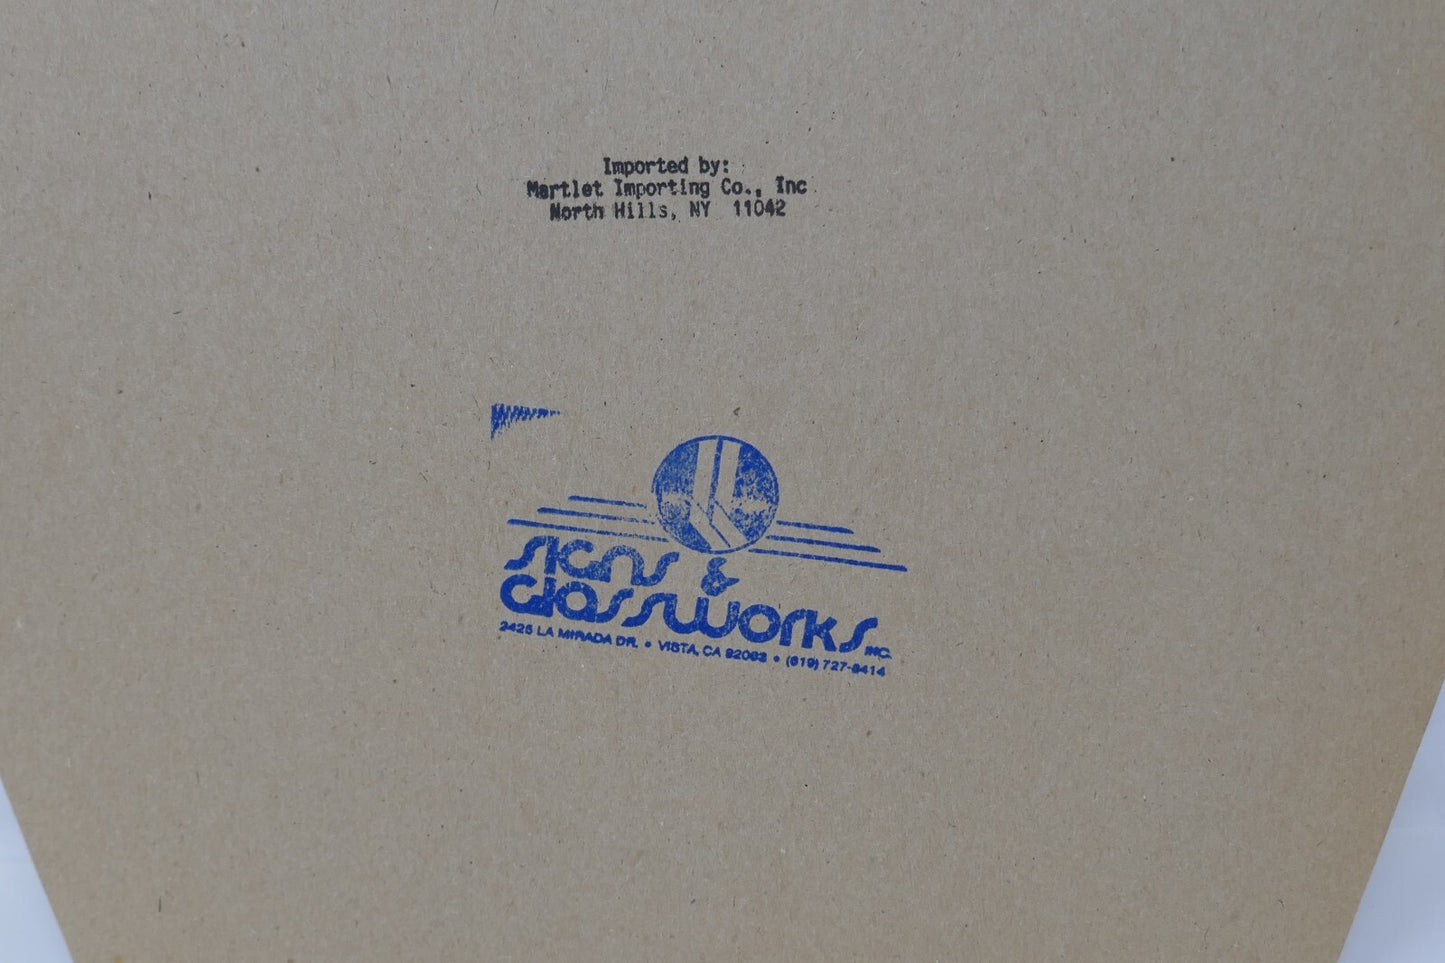 Imported by:
Martlet Importing Co., Inc
North Hills, NY 11042
Signs &
Glassworks INC.
2425 LA MIRADA DR. • VISTA, CA 92083 • (619) 727-8414